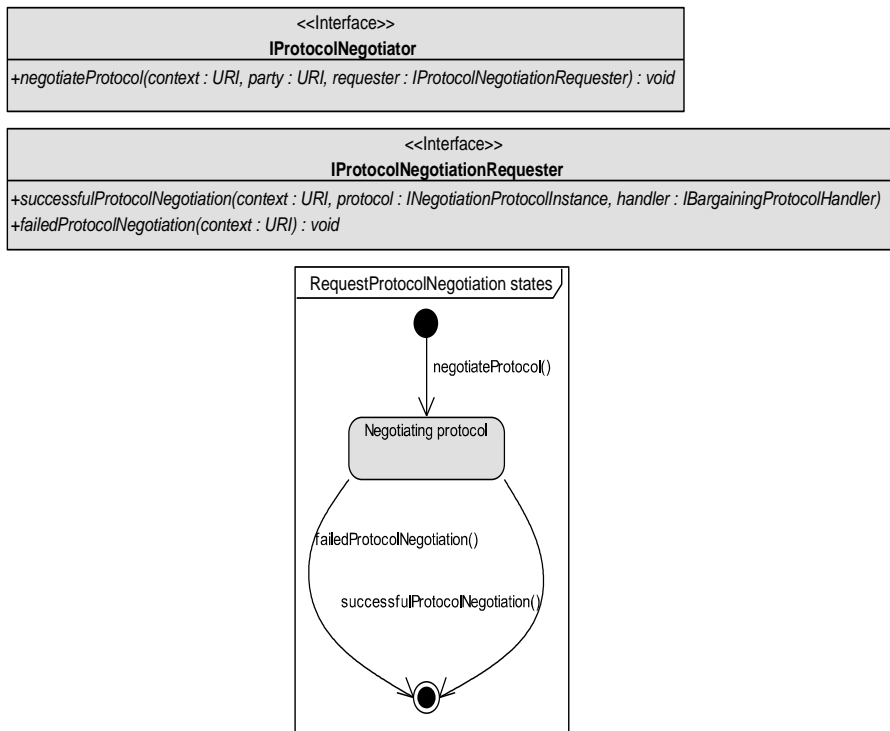 <<Interface>>
IProtocolNegotiator
+negotiateProtocol(context : URI, party : URI, requester : IProtocolNegotiationRequester) : void
<<Interface>>
IProtocolNegotiationRequester
+successfulProtocolNegotiation(context : URI, protocol : INegotiationProtocolInstance, handler : IBargainingProtocolHandler)
+failedProtocolNegotiation(context : URI) : void
RequestProtocolNegotiation states
negotiateProtocol()
Negotiating protocol
failedProtocolNegotiation()
successfulProtocolNegotiation()